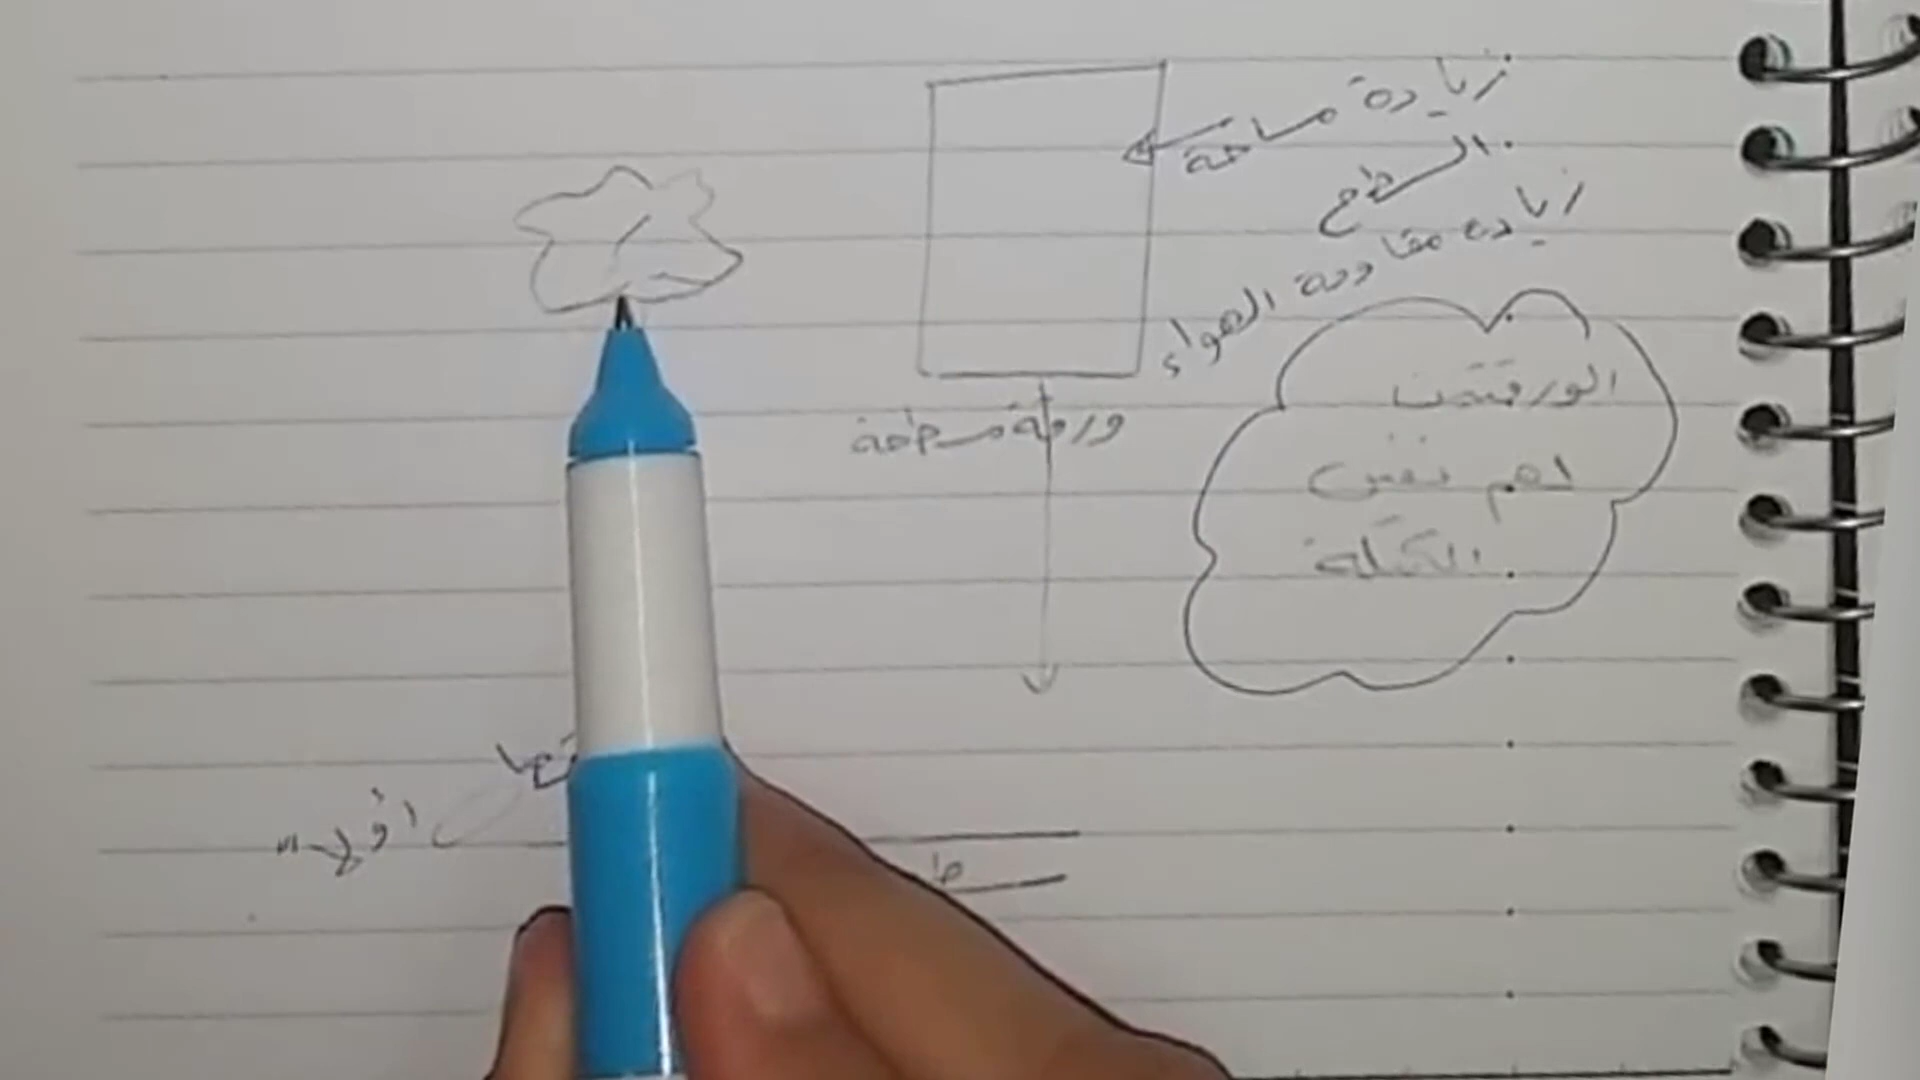 زيادة مساحة
السطح
زيادة مقاومة الهواء
ورقة مسطحة
الورقتين
لهم نفس
الكتلة